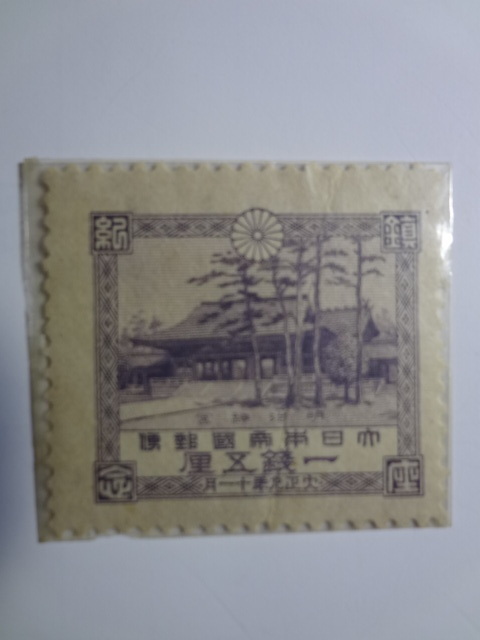 鎮座
紀念
明治神宮
大日本帝國郵便
一錢五厘
大正九年十一月